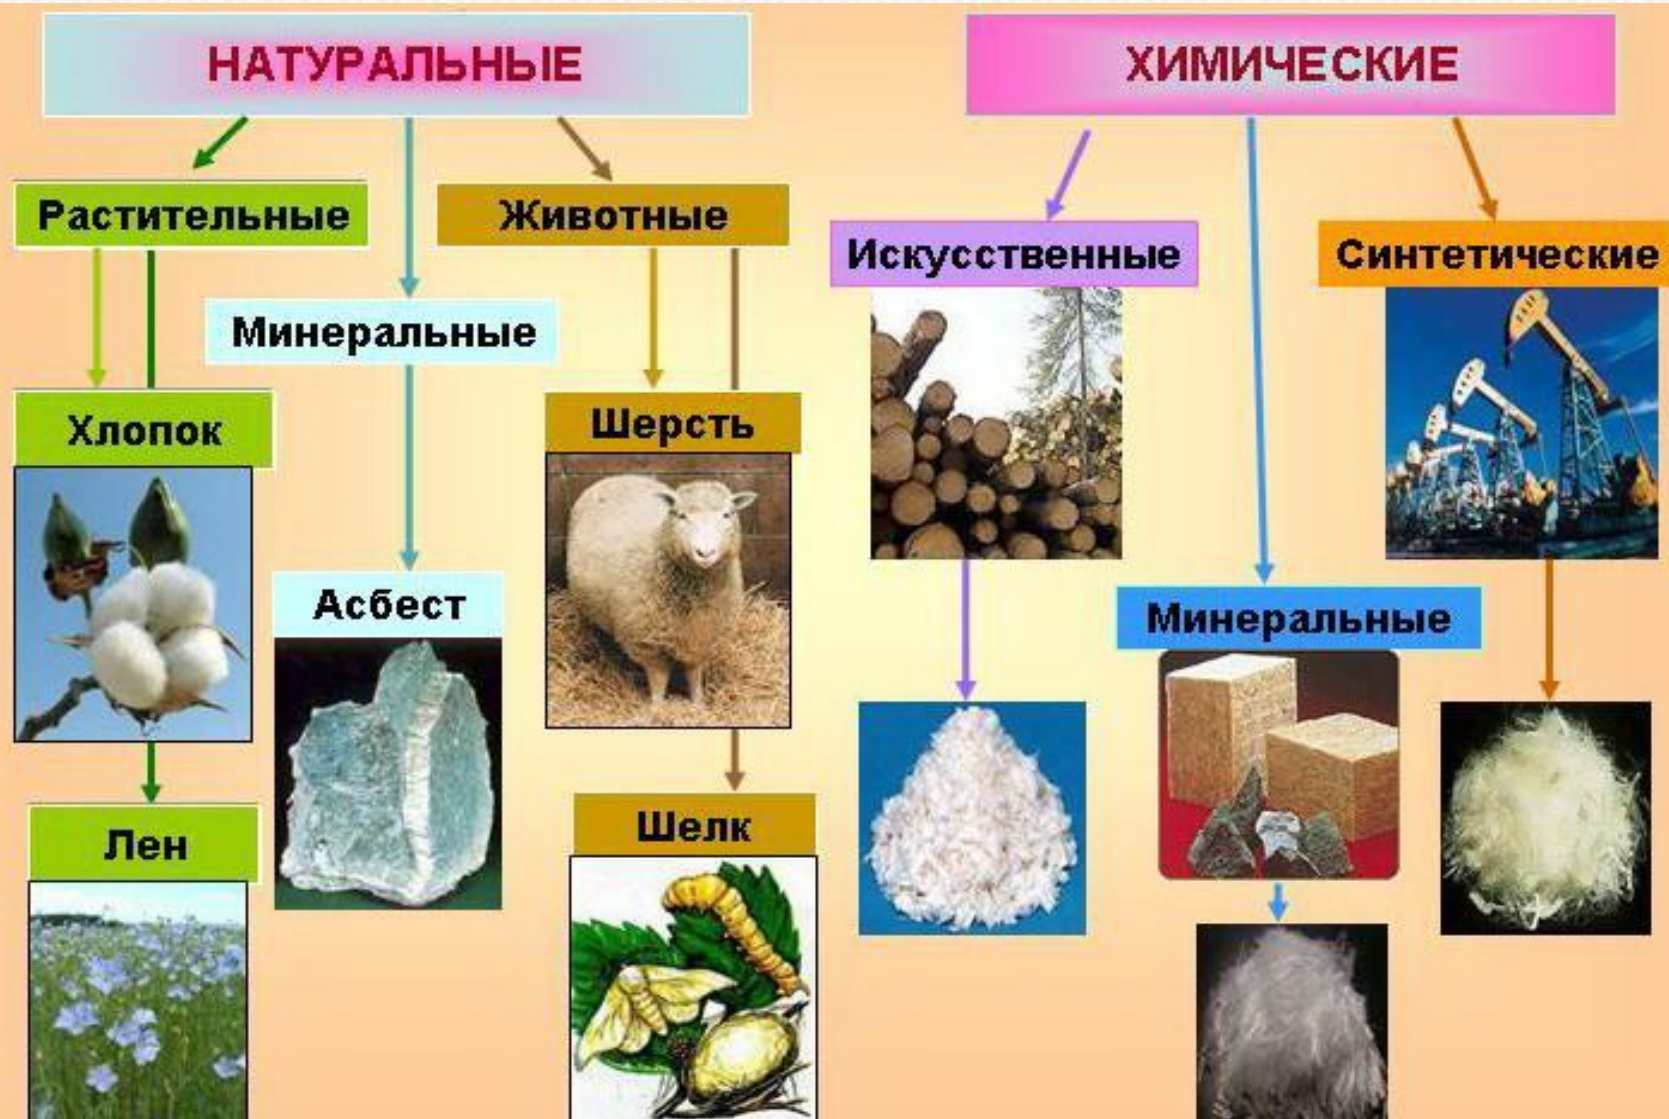 НАТУРАЛЬНЫЕ
ХИМИЧЕСКИЕ
Растительные
Животные
Искусственные
Синтетические
Минеральные
Хлопок
Шерсть
Асбест
Минеральные
Лен
Шелк